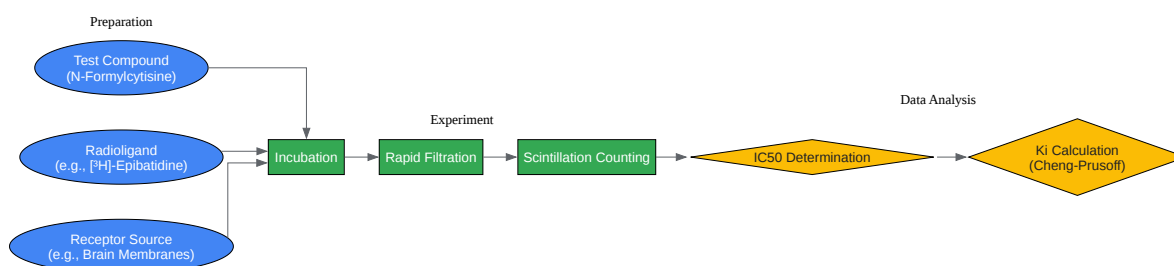 Preparation
Test Compound
(N-Formylcytisine)
Radioligand
(e.g., [³H]-Epibatidine)
Receptor Source
(e.g., Brain Membranes)
Experiment
Incubation
Rapid Filtration
Scintillation Counting
Data Analysis
IC50 Determination
Ki Calculation
(Cheng-Prusoff)